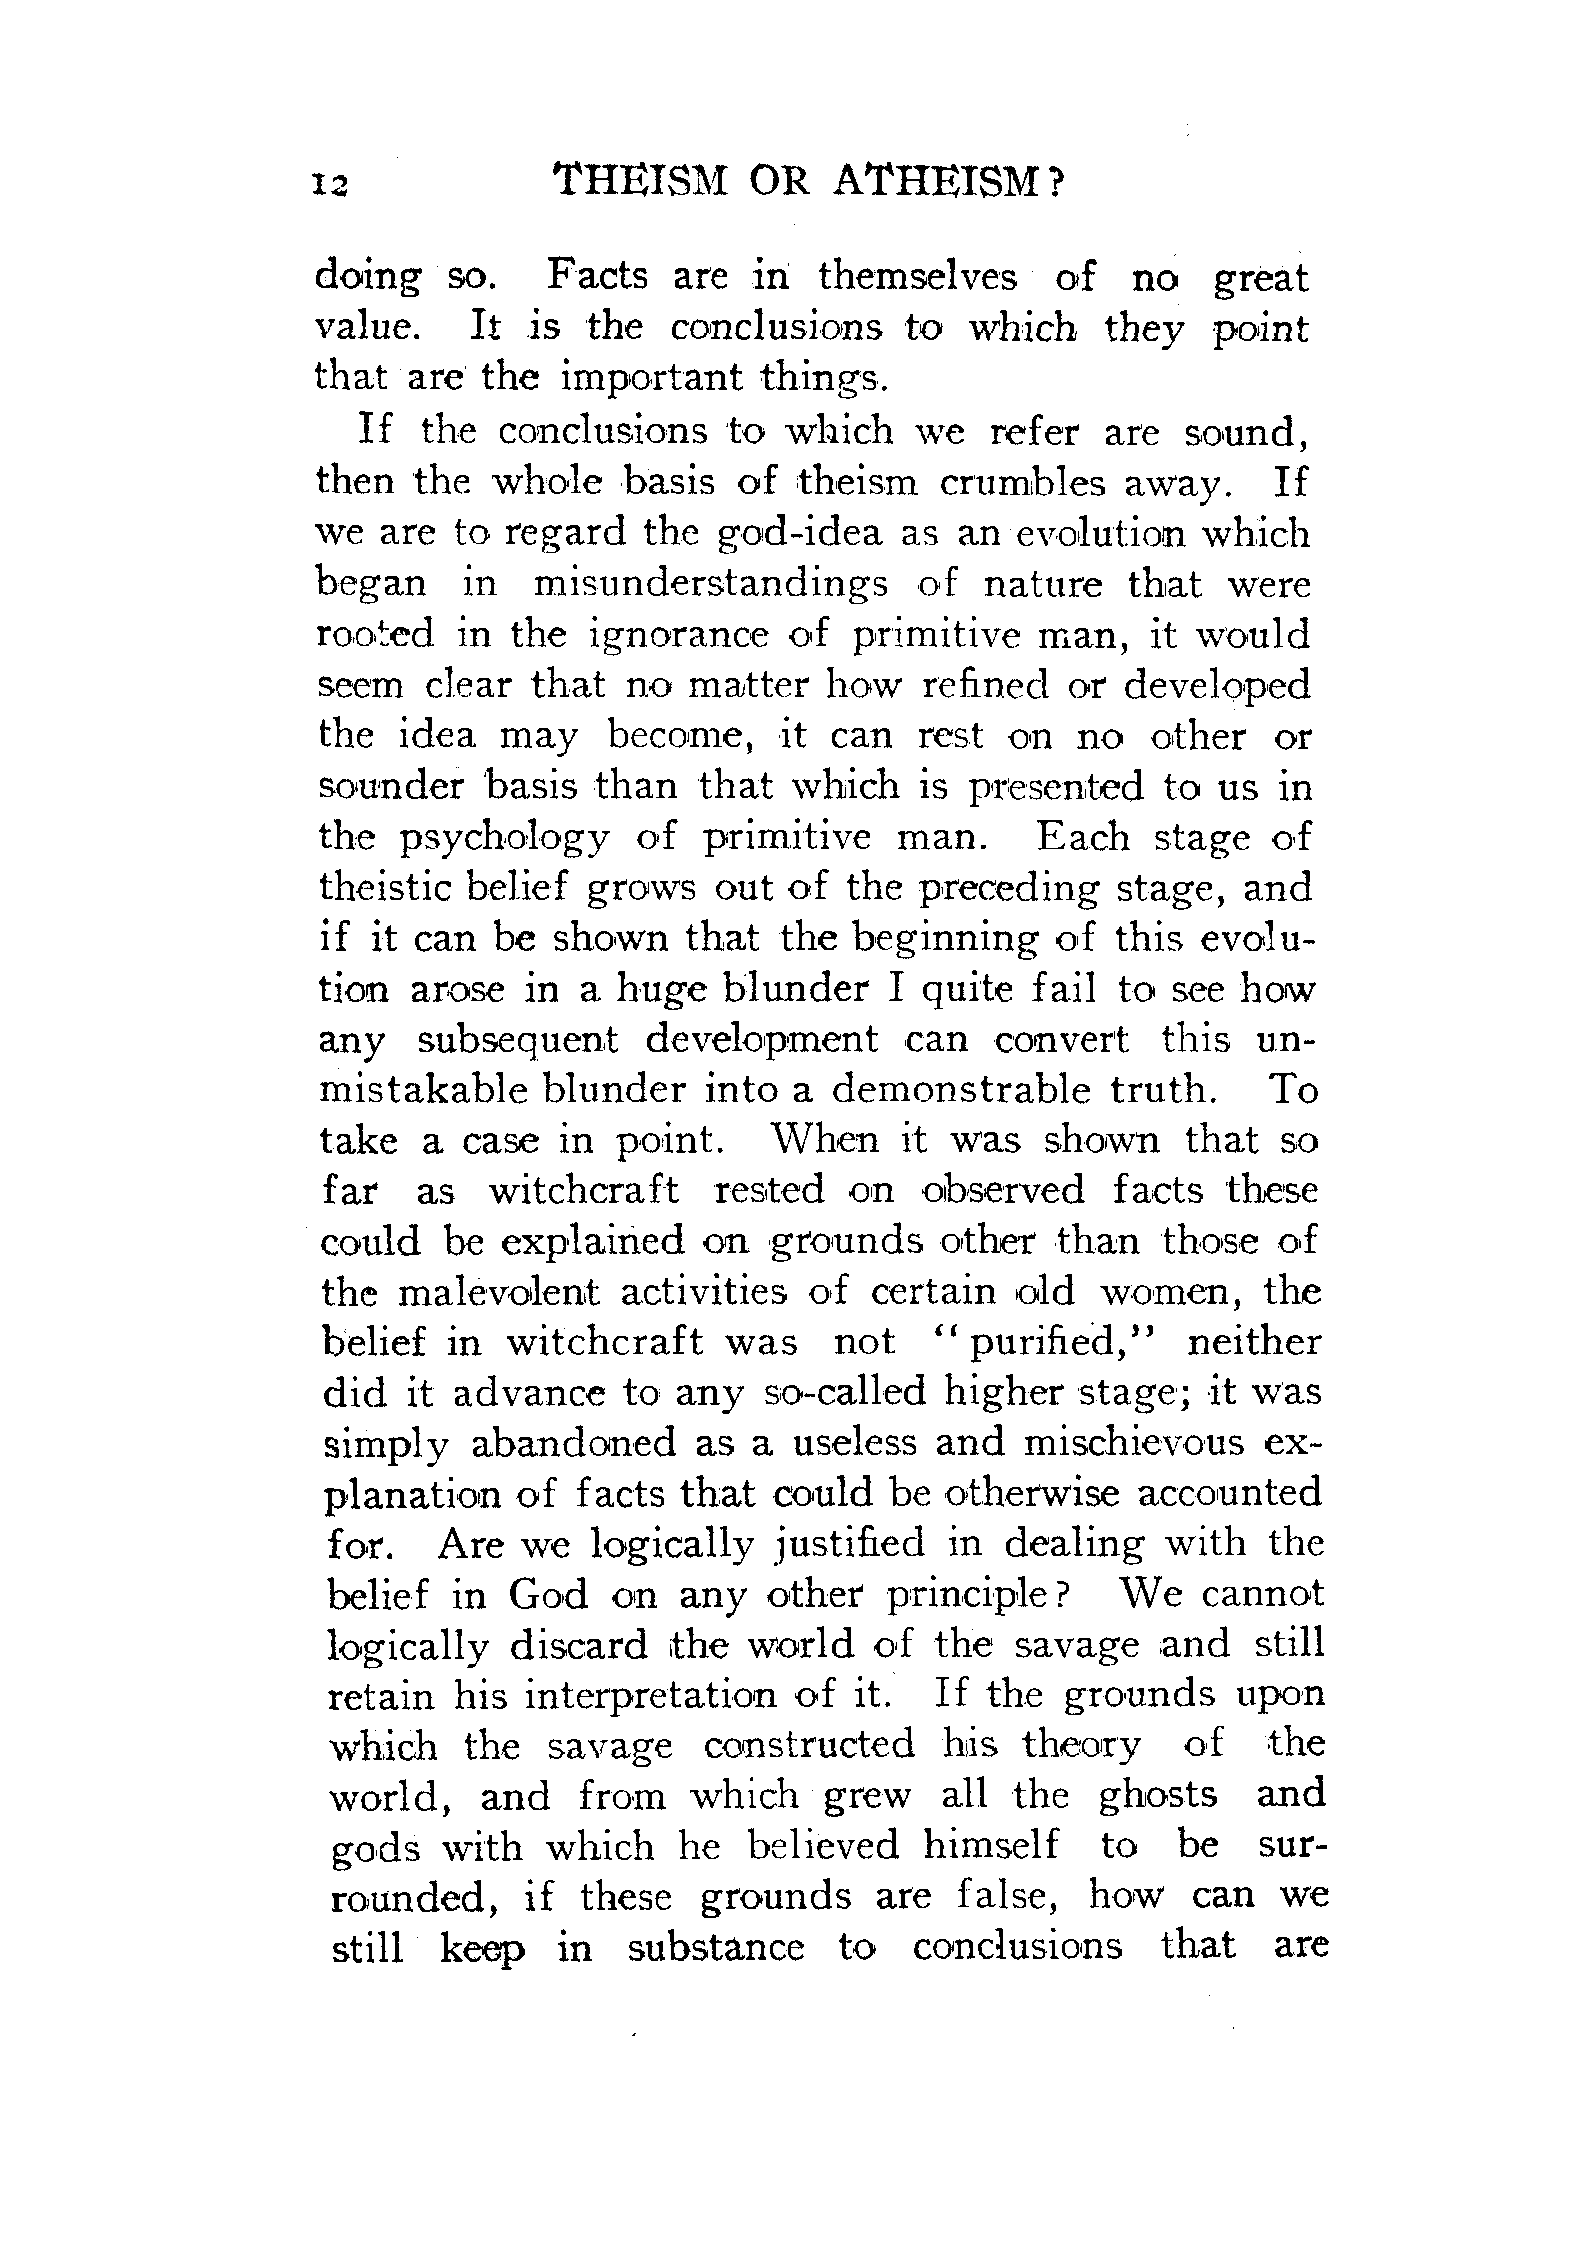 12 THEISM OR ATHEISM?
doing so. Facts are in themselves of no great
value. It is the conclusions to which they point
that are the important things.
If the conclusions to which we refer are sound,
then the whole basis of theism crumbles away. If
we are to regard the god-idea as an evolution which
began in misunderstandings of nature that were
rooted in the ignorance of primitive man, it would
seem clear that no matter how refined or developed
the idea may become, it can rest on no other or
sounder basis than that which is presented to us in
the psychology of primitive man. Each stage of
theistic belief grows out of the preceding stage, and
if it can be shown that the beginning of this evolu-
tion arose in a huge blunder I quite fail to see how
any subsequent development can convert this un-
mistakable blunder into a demonstrable truth. To
take a case in point. When it was shown that so
far as witchcraft rested on observed facts these
could be explained on grounds other than those of
the malevolent activities of certain old women, the
belief in witchcraft was not “purified,” neither
did it advance to any so-called higher stage; it was
simply abandoned as a useless and mischievous ex-
planation of facts that could be otherwise accounted
for. Are we logically justified in dealing with the
belief in God on any other principle? We cannot
logically discard the world of the savage and still
retain his interpretation of it. If the grounds upon
which the savage constructed his theory of the
world, and from which grew all the ghosts and
gods with which he believed himself to be sur-
rounded, if these grounds are false, how can we
still keep in substance to conclusions that are